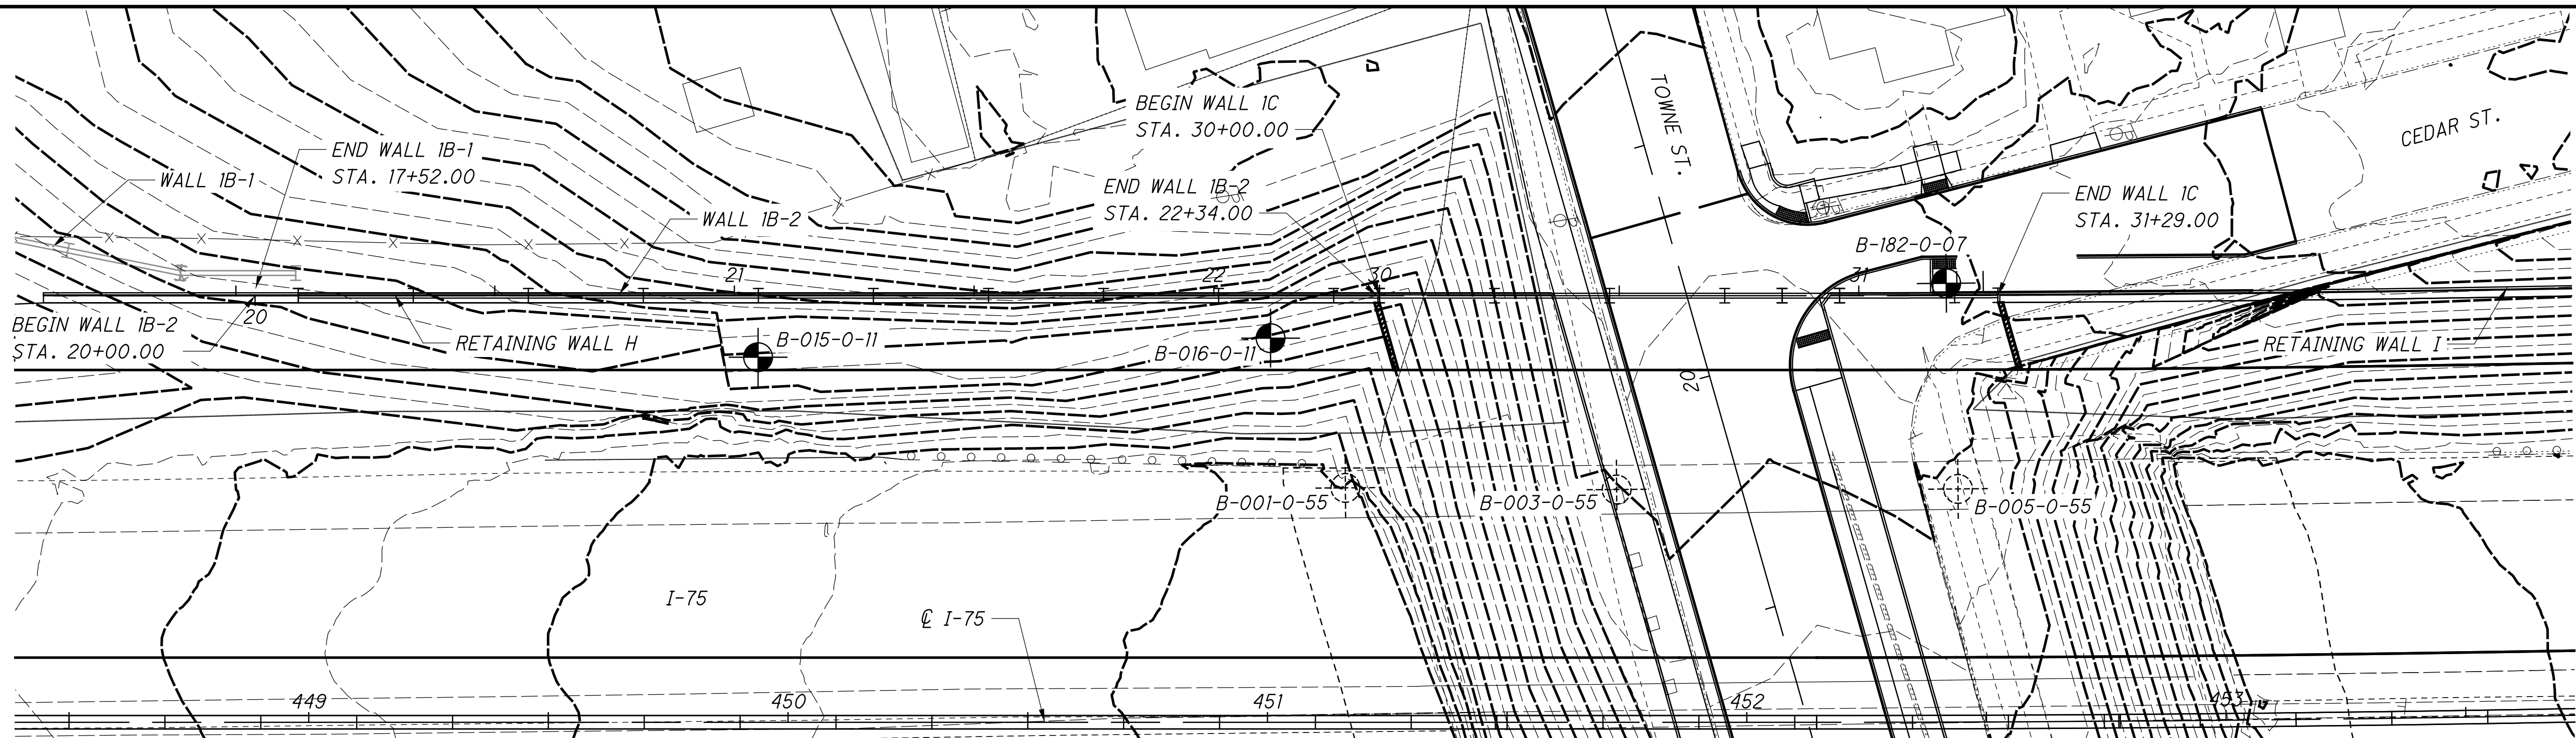 BEGIN WALL 1C
STA. 30+00.00
TOWNE ST.
CEDAR ST.
END WALL 1B-1
STA. 17+52.00
WALL 1B-1
END WALL 1B-2
STA. 22+34.00
WALL 1B-2
END WALL 1C
STA. 31+29.00
B-182-0-07
21
22
30
31
20
BEGIN WALL 1B-2
STA. 20+00.00
RETAINING WALL H
B-015-0-11
B-016-0-11
RETAINING WALL I
20
B-001-0-55
B-003-0-55
B-005-0-55
I-75
℄ I-75
449
450
451
452
453